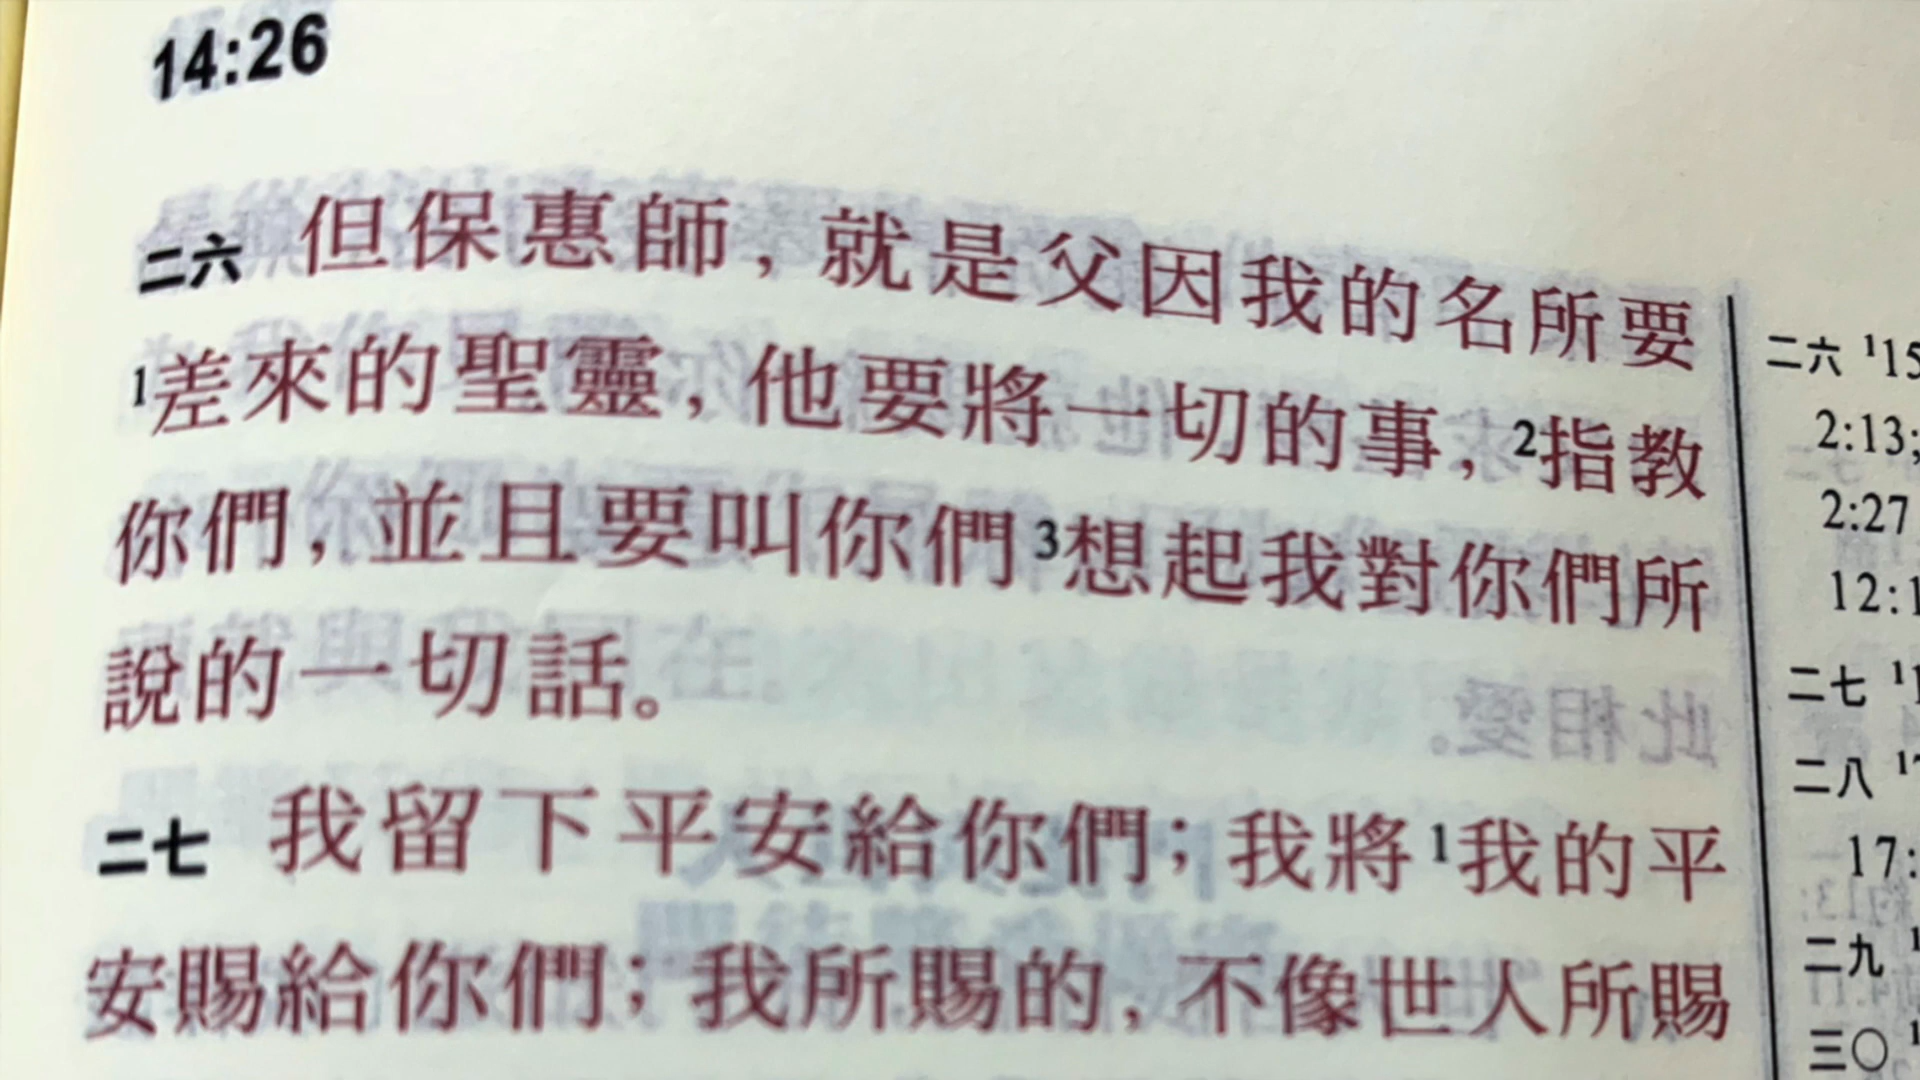 14:26
二六 但保惠師，就是父因我的名所要
1差來的聖靈，他要將一切的事，2指教
你們，並且要叫你們3想起我對你們所
說的一切話。
二七 我留下平安給你們；我將1我的平
安賜給你們；我所賜的，不像世人所賜
二六 115
2:13;
2:27
12:1
二七 1
二八 1
17:
二九 1
三〇 1